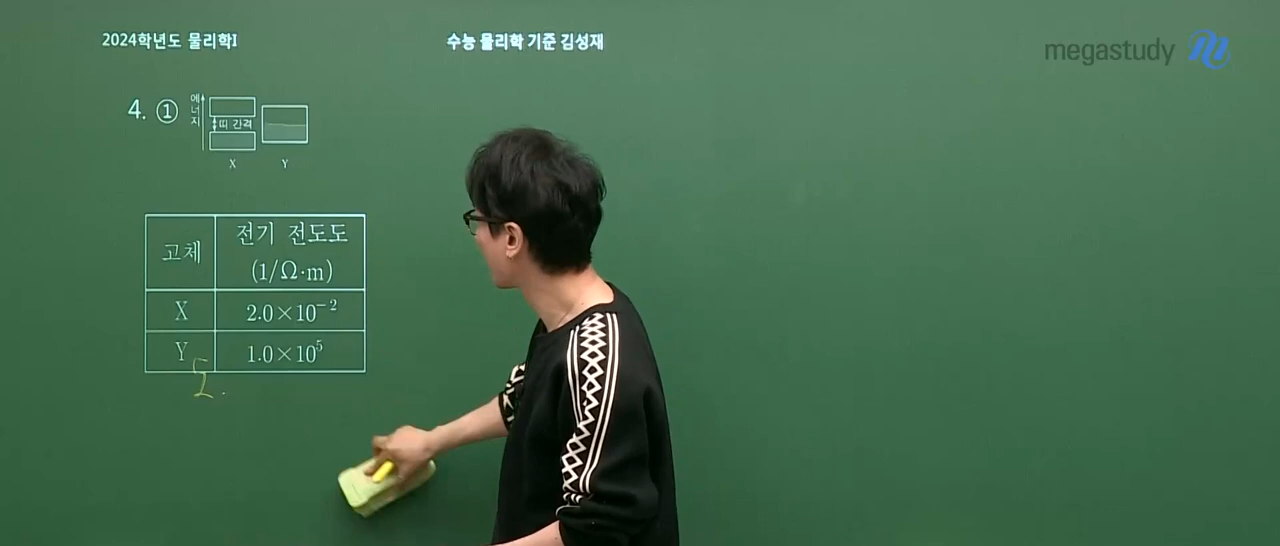 2024학년도 물리학I
수능 물리학 기준 김성재
megastudy
4. ①
에너지
띠 간격
X
Y
고체
전기 전도도
(1/Ω·m)
X
2.0×10⁻²
Y
1.0×10⁵